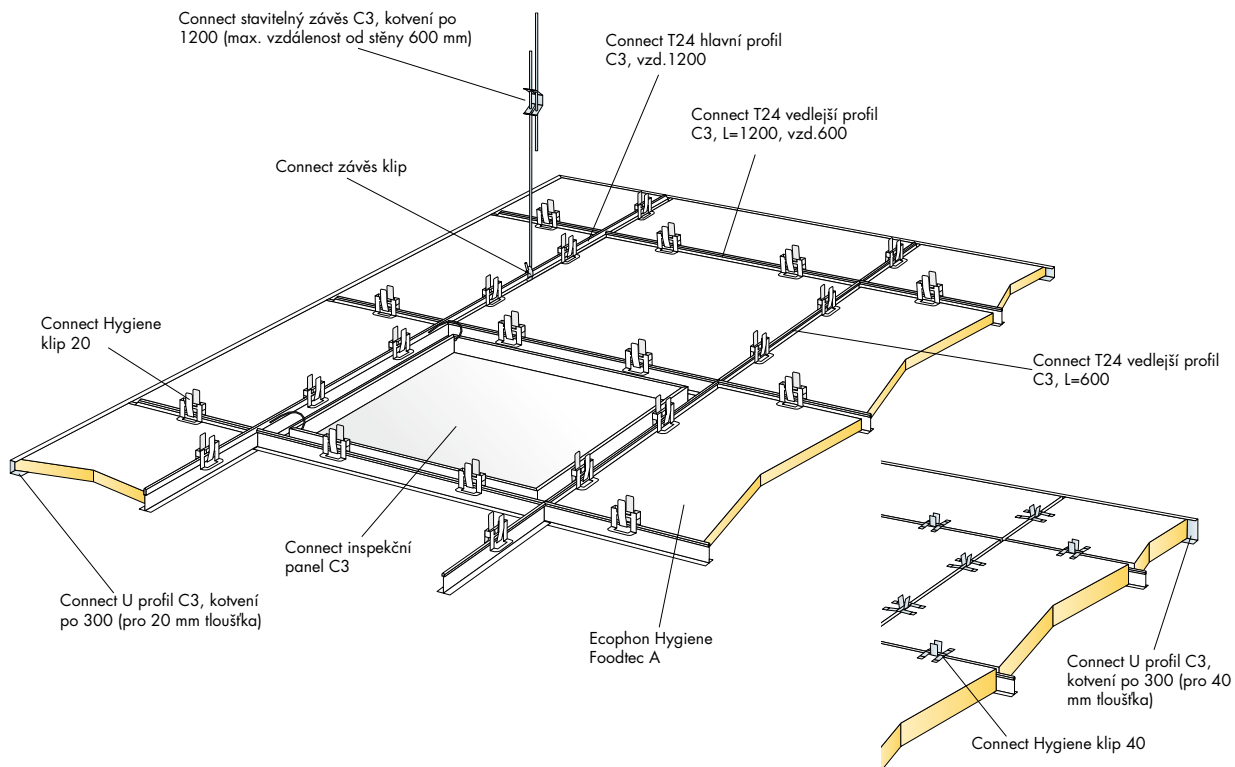 Connect stavitelný závěs C3, kotvení po
1200 (max. vzdálenost od stěny 600 mm)
Connect T24 hlavní profil
C3, vzd.1200
Connect T24 vedlejší profil
C3, L=1200, vzd.600
Connect závěs klip
Connect Hygiene
klip 20
Connect T24 vedlejší profil
C3, L=600
Connect inspekční
panel C3
Connect U profil C3, kotvení
po 300 (pro 20 mm tloušťka)
Ecophon Hygiene
Foodtec A
Connect U profil C3,
kotvení po 300 (pro 40
mm tloušťka)
Connect Hygiene klip 40